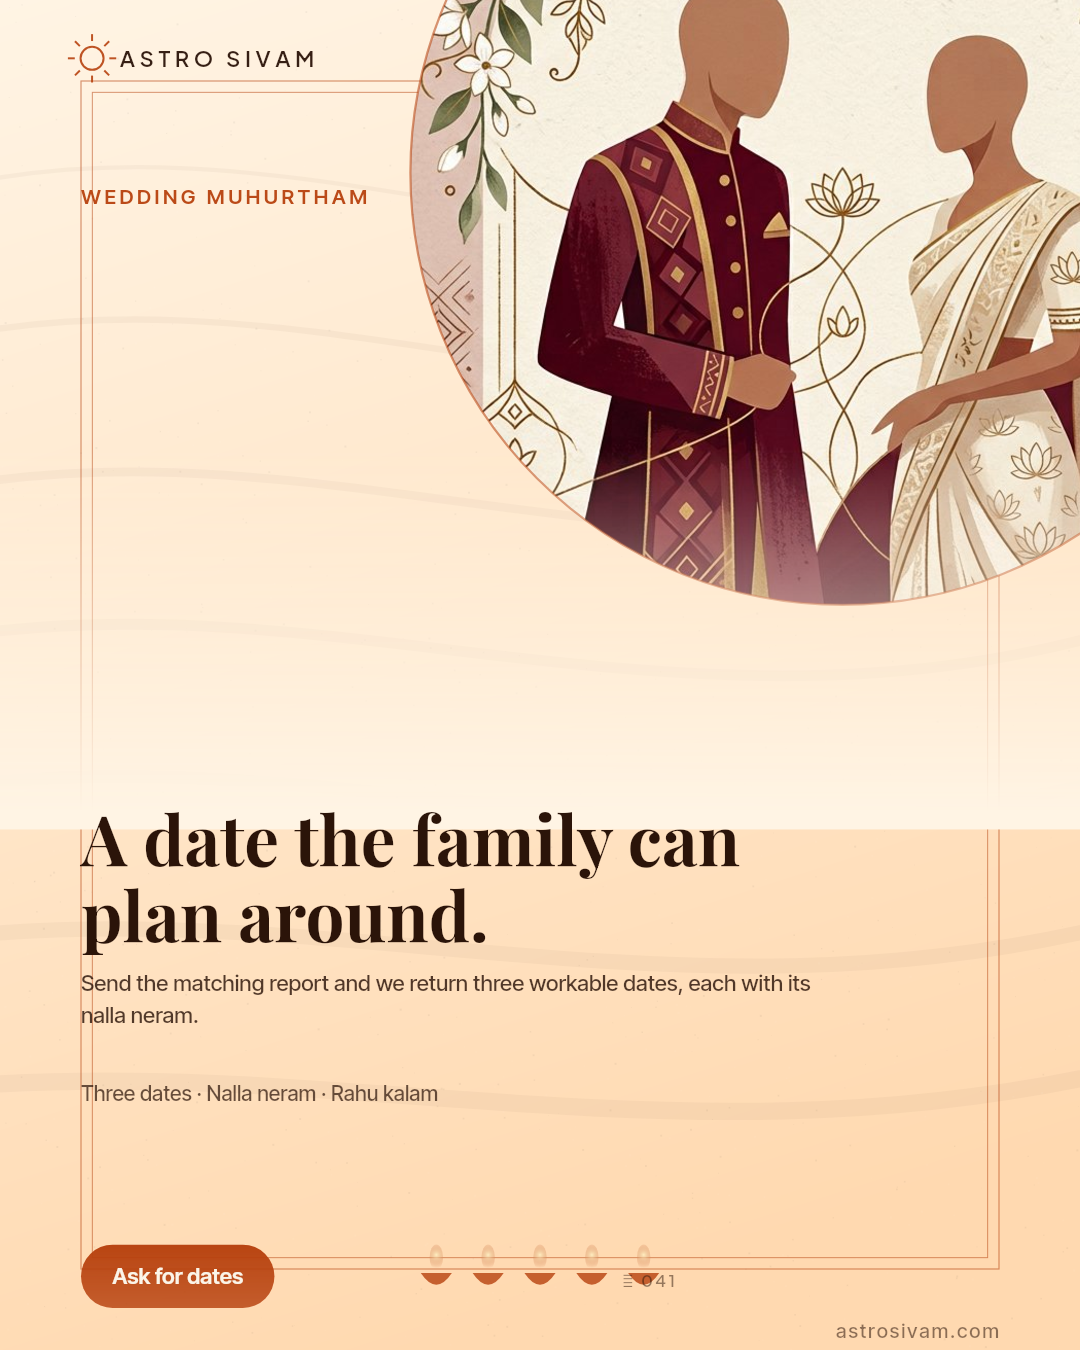 ASTRO SIVAM
WEDDING MUHURTHAM
A date the family can
plan around.
Send the matching report and we return three workable dates, each with its
nalla neram.
Three dates · Nalla neram · Rahu kalam
Ask for dates
☰ 041
astrosivam.com